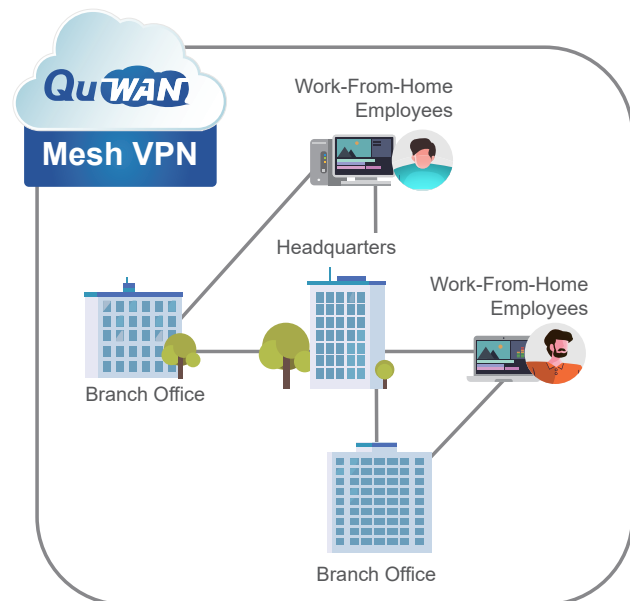 QuWAN
Mesh VPN
Work-From-Home
Employees
Headquarters
Work-From-Home
Employees
Branch Office
Branch Office